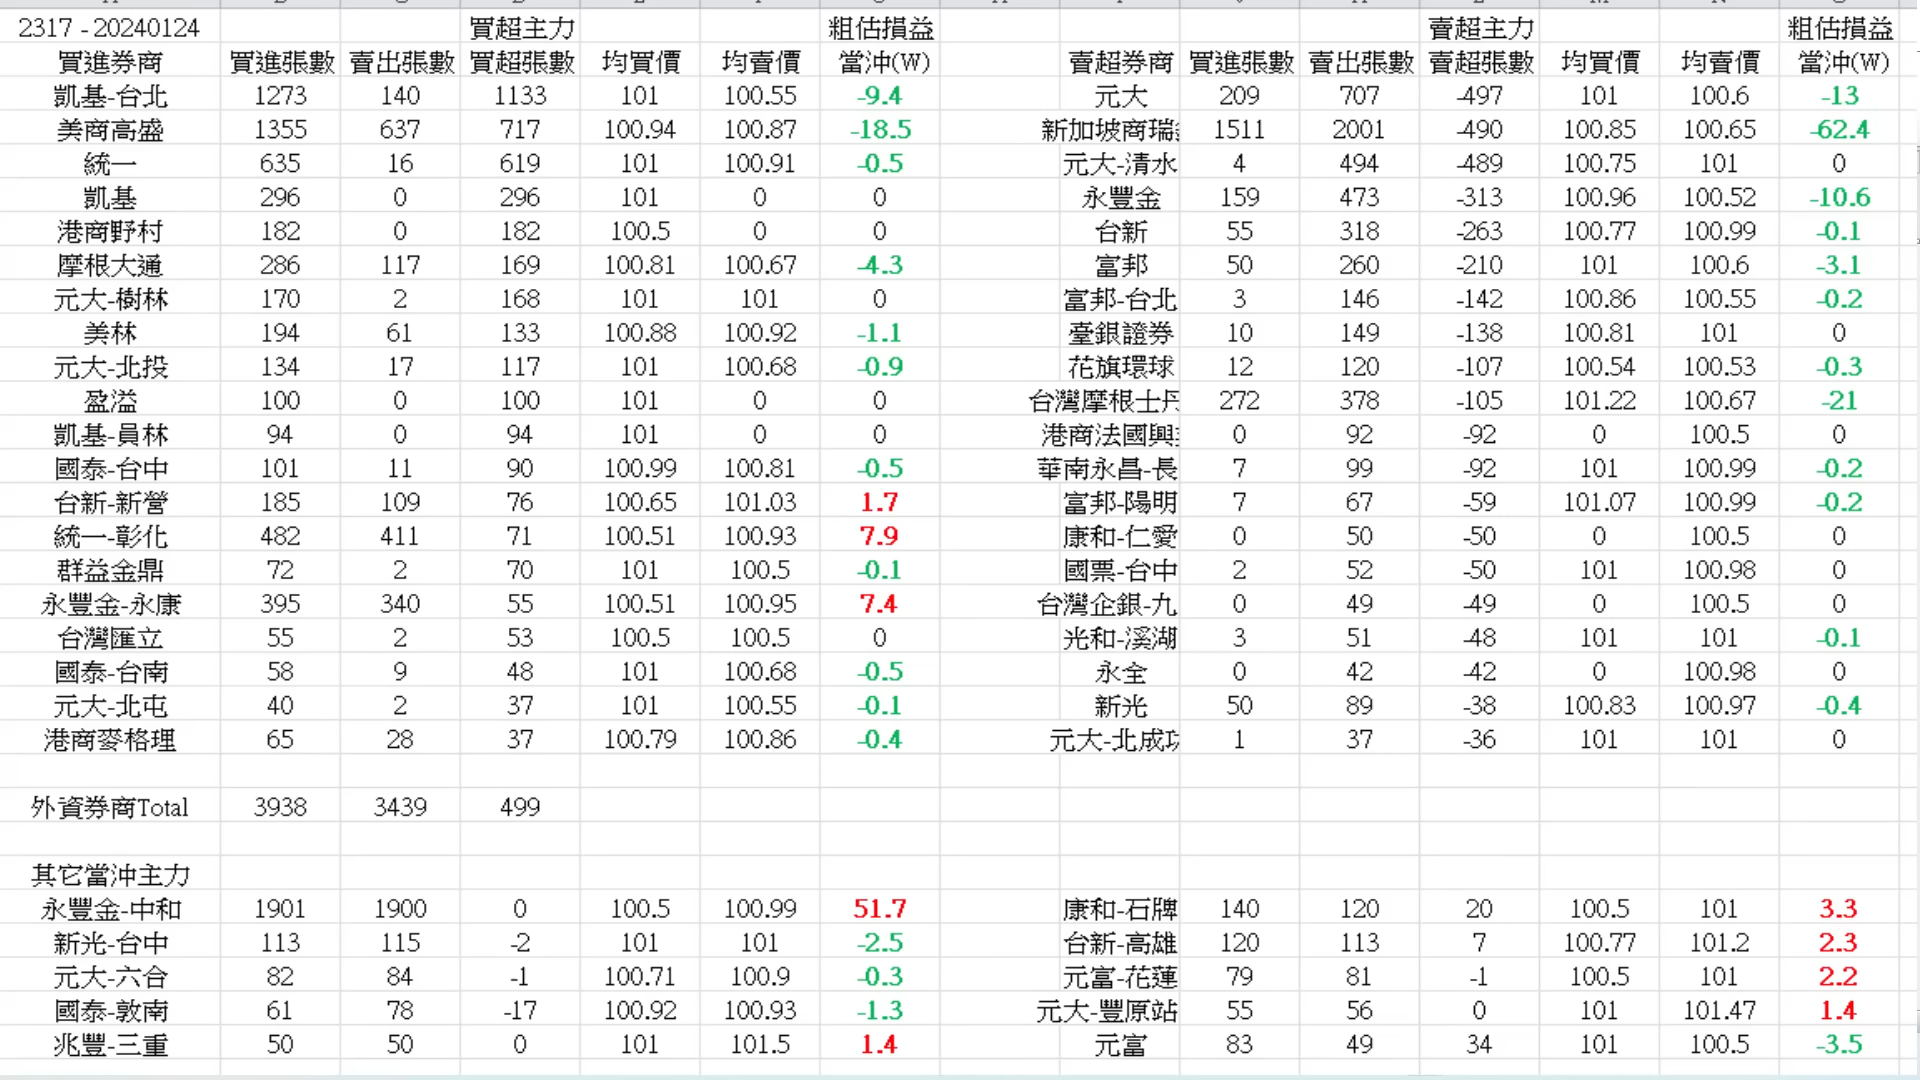 2317 - 20240124 買超主力 粗估損益 賣超主力 粗估損益
買進券商 買進張數 賣出張數 買超張數 均買價 均賣價 當沖(W) 賣超券商 買進張數 賣出張數 賣超張數 均買價 均賣價 當沖(W)
凱基-台北 1273 140 1133 101 100.55 -9.4 元大 209 707 -497 101 100.6 -13
美商高盛 1355 637 717 100.94 100.87 -18.5 新加坡商瑞 1511 2001 -490 100.85 100.65 -62.4
統一 635 16 619 101 100.91 -0.5 元大-清水 4 494 -489 100.75 101 0
凱基 296 0 296 101 0 0 永豐金 159 473 -313 100.96 100.52 -10.6
港商野村 182 0 182 100.5 0 0 台新 55 318 -263 100.77 100.99 -0.1
摩根大通 286 117 169 100.81 100.67 -4.3 富邦 50 260 -210 101 100.6 -3.1
元大-樹林 170 2 168 101 101 0 富邦-台北 3 146 -142 100.86 100.55 -0.2
美林 194 61 133 100.88 100.92 -1.1 臺銀證券 10 149 -138 100.81 101 0
元大-北投 134 17 117 101 100.68 -0.9 花旗環球 12 120 -107 100.54 100.53 -0.3
盈溢 100 0 100 101 0 0 台灣摩根士丹 272 378 -105 101.22 100.67 -21
凱基-員林 94 0 94 101 0 0 港商法國興 0 92 -92 0 100.5 0
國泰-台中 101 11 90 100.99 100.81 -0.5 華南永昌-長 7 99 -92 101 100.99 -0.2
台新-新營 185 109 76 100.65 101.03 1.7 富邦-陽明 7 67 -59 101.07 100.99 -0.2
統一-彰化 482 411 71 100.51 100.93 7.9 康和-仁愛 0 50 -50 0 100.5 0
群益金鼎 72 2 70 101 100.5 -0.1 國票-台中 2 52 -50 101 100.98 0
永豐金-永康 395 340 55 100.51 100.95 7.4 台灣企銀-九 0 49 -49 0 100.5 0
台灣匯立 55 2 53 100.5 100.5 0 光和-溪湖 3 51 -48 101 101 -0.1
國泰-台南 58 9 48 101 100.68 -0.5 永全 0 42 -42 0 100.98 0
元大-北屯 40 2 37 101 100.55 -0.1 新光 50 89 -38 100.83 100.97 -0.4
港商麥格理 65 28 37 100.79 100.86 -0.4 元大-北成功 1 37 -36 101 101 0
外資券商Total 3938 3439 499
其它當沖主力
永豐金-中和 1901 1900 0 100.5 100.99 51.7 康和-石牌 140 120 20 100.5 101 3.3
新光-台中 113 115 -2 101 101 -2.5 台新-高雄 120 113 7 100.77 101.2 2.3
元大-六合 82 84 -1 100.71 100.9 -0.3 元富-花蓮 79 81 -1 100.5 101 2.2
國泰-敦南 61 78 -17 100.92 100.93 -1.3 元大-豐原站 55 56 0 101 101.47 1.4
兆豐-三重 50 50 0 101 101.5 1.4 元富 83 49 34 101 100.5 -3.5